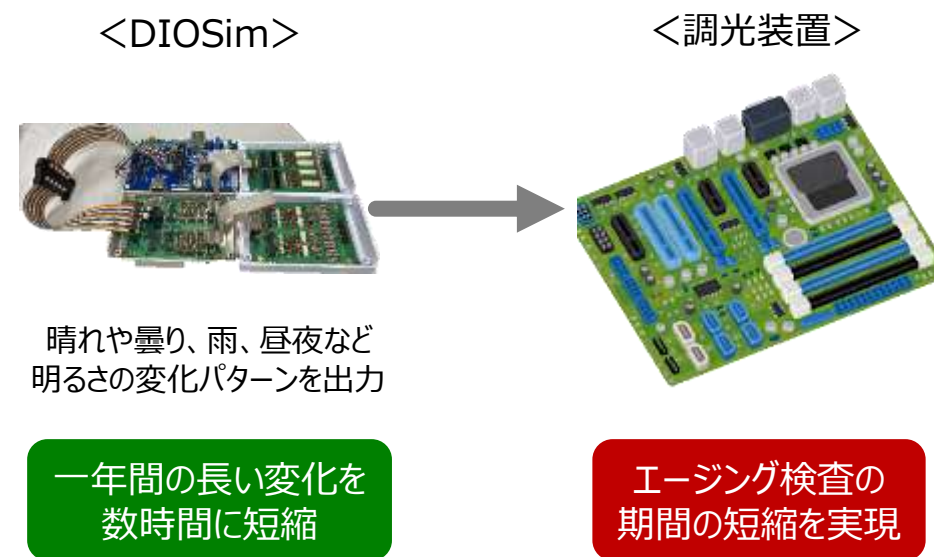 ＜DIOSim＞
＜調光装置＞
晴れや曇り、雨、昼夜など
明るさの変化パターンを出力
一年間の長い変化を
数時間に短縮
エージング検査の
期間の短縮を実現